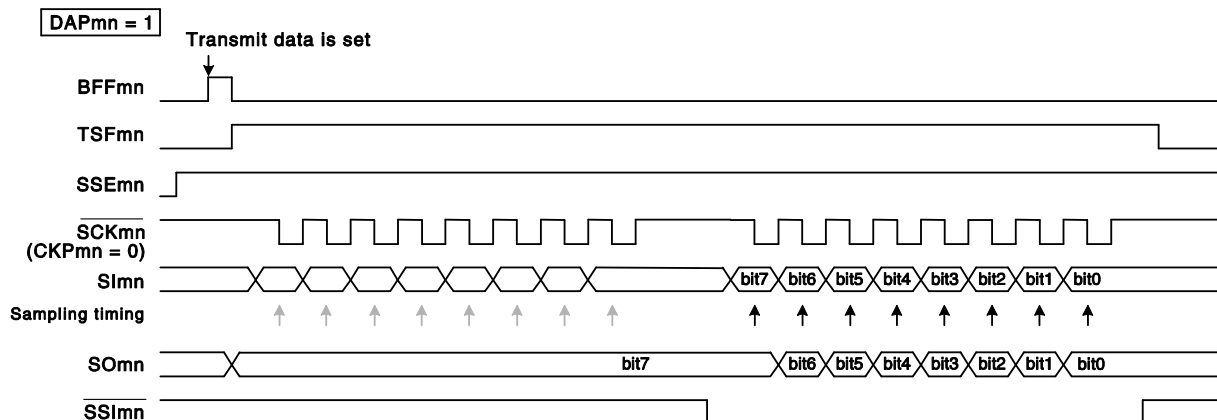 DAPmn = 1
Transmit data is set
BFFmn
TSFmn
SSEmn
SCKmn
(CKPmn = 0)
SImn
bit7 bit6 bit5 bit4 bit3 bit2 bit1 bit0
Sampling timing
SOmn
bit7 bit6 bit5 bit4 bit3 bit2 bit1 bit0
SSImn